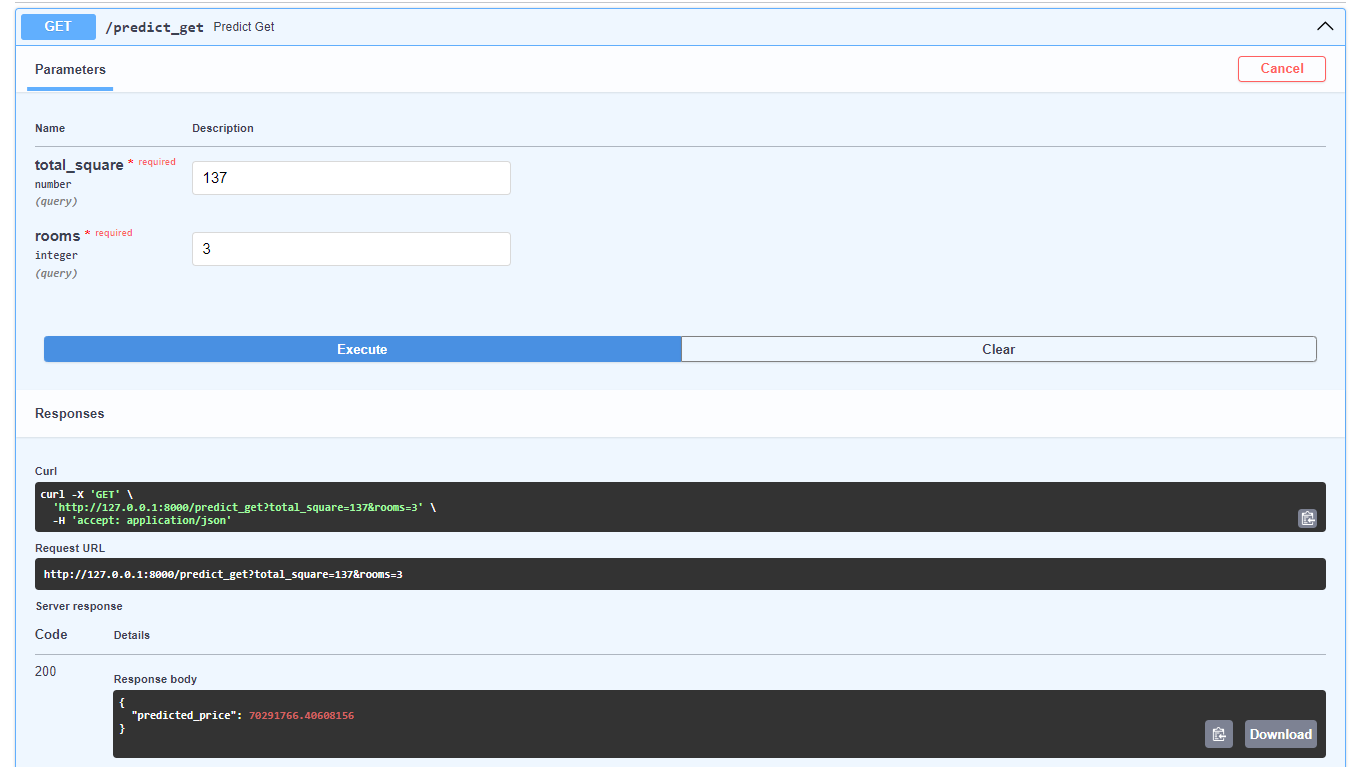 GET /predict_get Predict Get
Parameters
Cancel
Name Description
total_square * required
number
(query)
137
rooms * required
integer
(query)
3
Execute Clear
Responses
Curl
curl -X 'GET' \
'http://127.0.0.1:8000/predict_get?total_square=137&rooms=3' \
-H 'accept: application/json'
Request URL
http://127.0.0.1:8000/predict_get?total_square=137&rooms=3
Server response
Code Details
200
Response body
{
"predicted_price": 70291766.40608156
}
Download